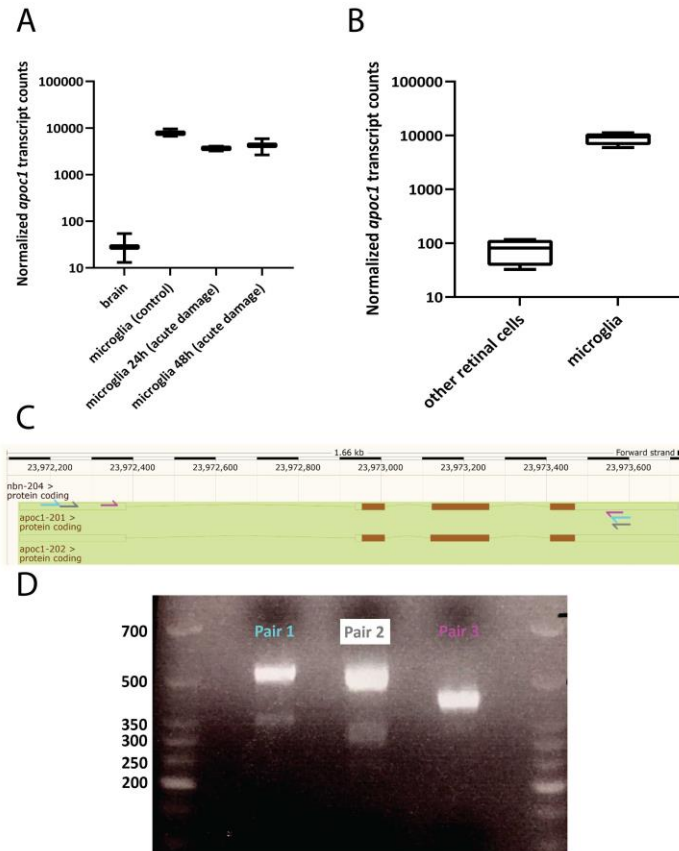 A
Normalized apoc1 transcript counts
100000
10000
1000
100
10
brain
microglia (control)
microglia 24h (acute damage)
microglia 48h (acute damage)
B
Normalized apoc1 transcript counts
100000
10000
1000
100
10
other retinal cells
microglia
C
1.66 kb
Forward strand
23,972,200
23,972,400
23,972,600
23,972,800
23,973,000
23,973,200
23,973,400
23,973,600
nbn-204 >
protein coding
apoc1-201 >
protein coding
apoc1-202 >
protein coding
D
700
500
350
300
250
200
Pair 1
Pair 2
Pair 3